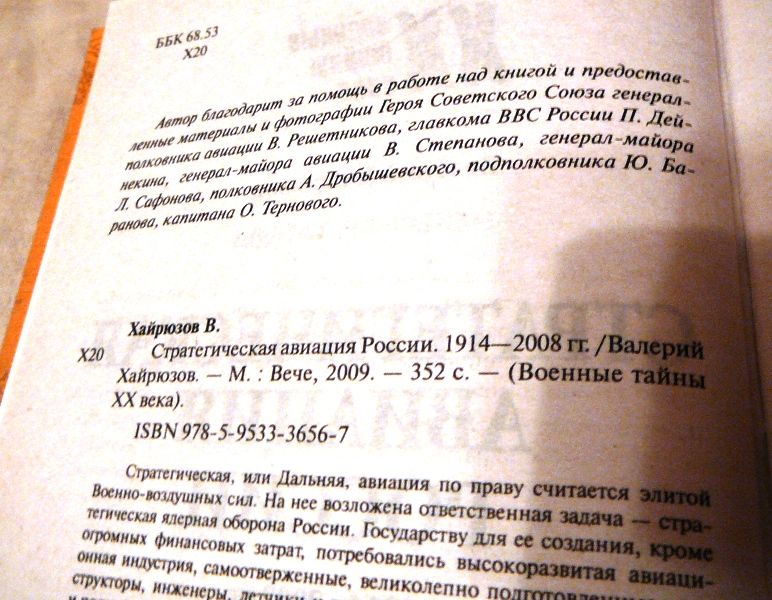 ББК 68.53
Х20
Автор благодарит за помощь в работе над книгой и предостав-
ленные материалы и фотографии Героя Советского Союза генерал-
полковника авиации В. Решетникова, главкома ВВС России П. Дей-
некина, генерал-майора авиации В. Степанова, генерал-майора
Л. Сафонова, полковника А. Дробышевского, подполковника Ю. Ба-
ранова, капитана О. Тернового.
Хайрюзов В.
Х20 Стратегическая авиация России. 1914—2008 гг. /Валерий
Хайрюзов. — М. : Вече, 2009. — 352 с. — (Военные тайны
ХХ века).
ISBN 978-5-9533-3656-7
Стратегическая, или Дальняя, авиация по праву считается элитой
Военно-воздушных сил. На нее возложена ответственная задача — стра-
тегическая ядерная оборона России. Государству для ее создания, кроме
огромных финансовых затрат, потребовались высокоразвитая авиаци-
онная индустрия, самоотверженные, великолепно
структоры, инженеры, летчики